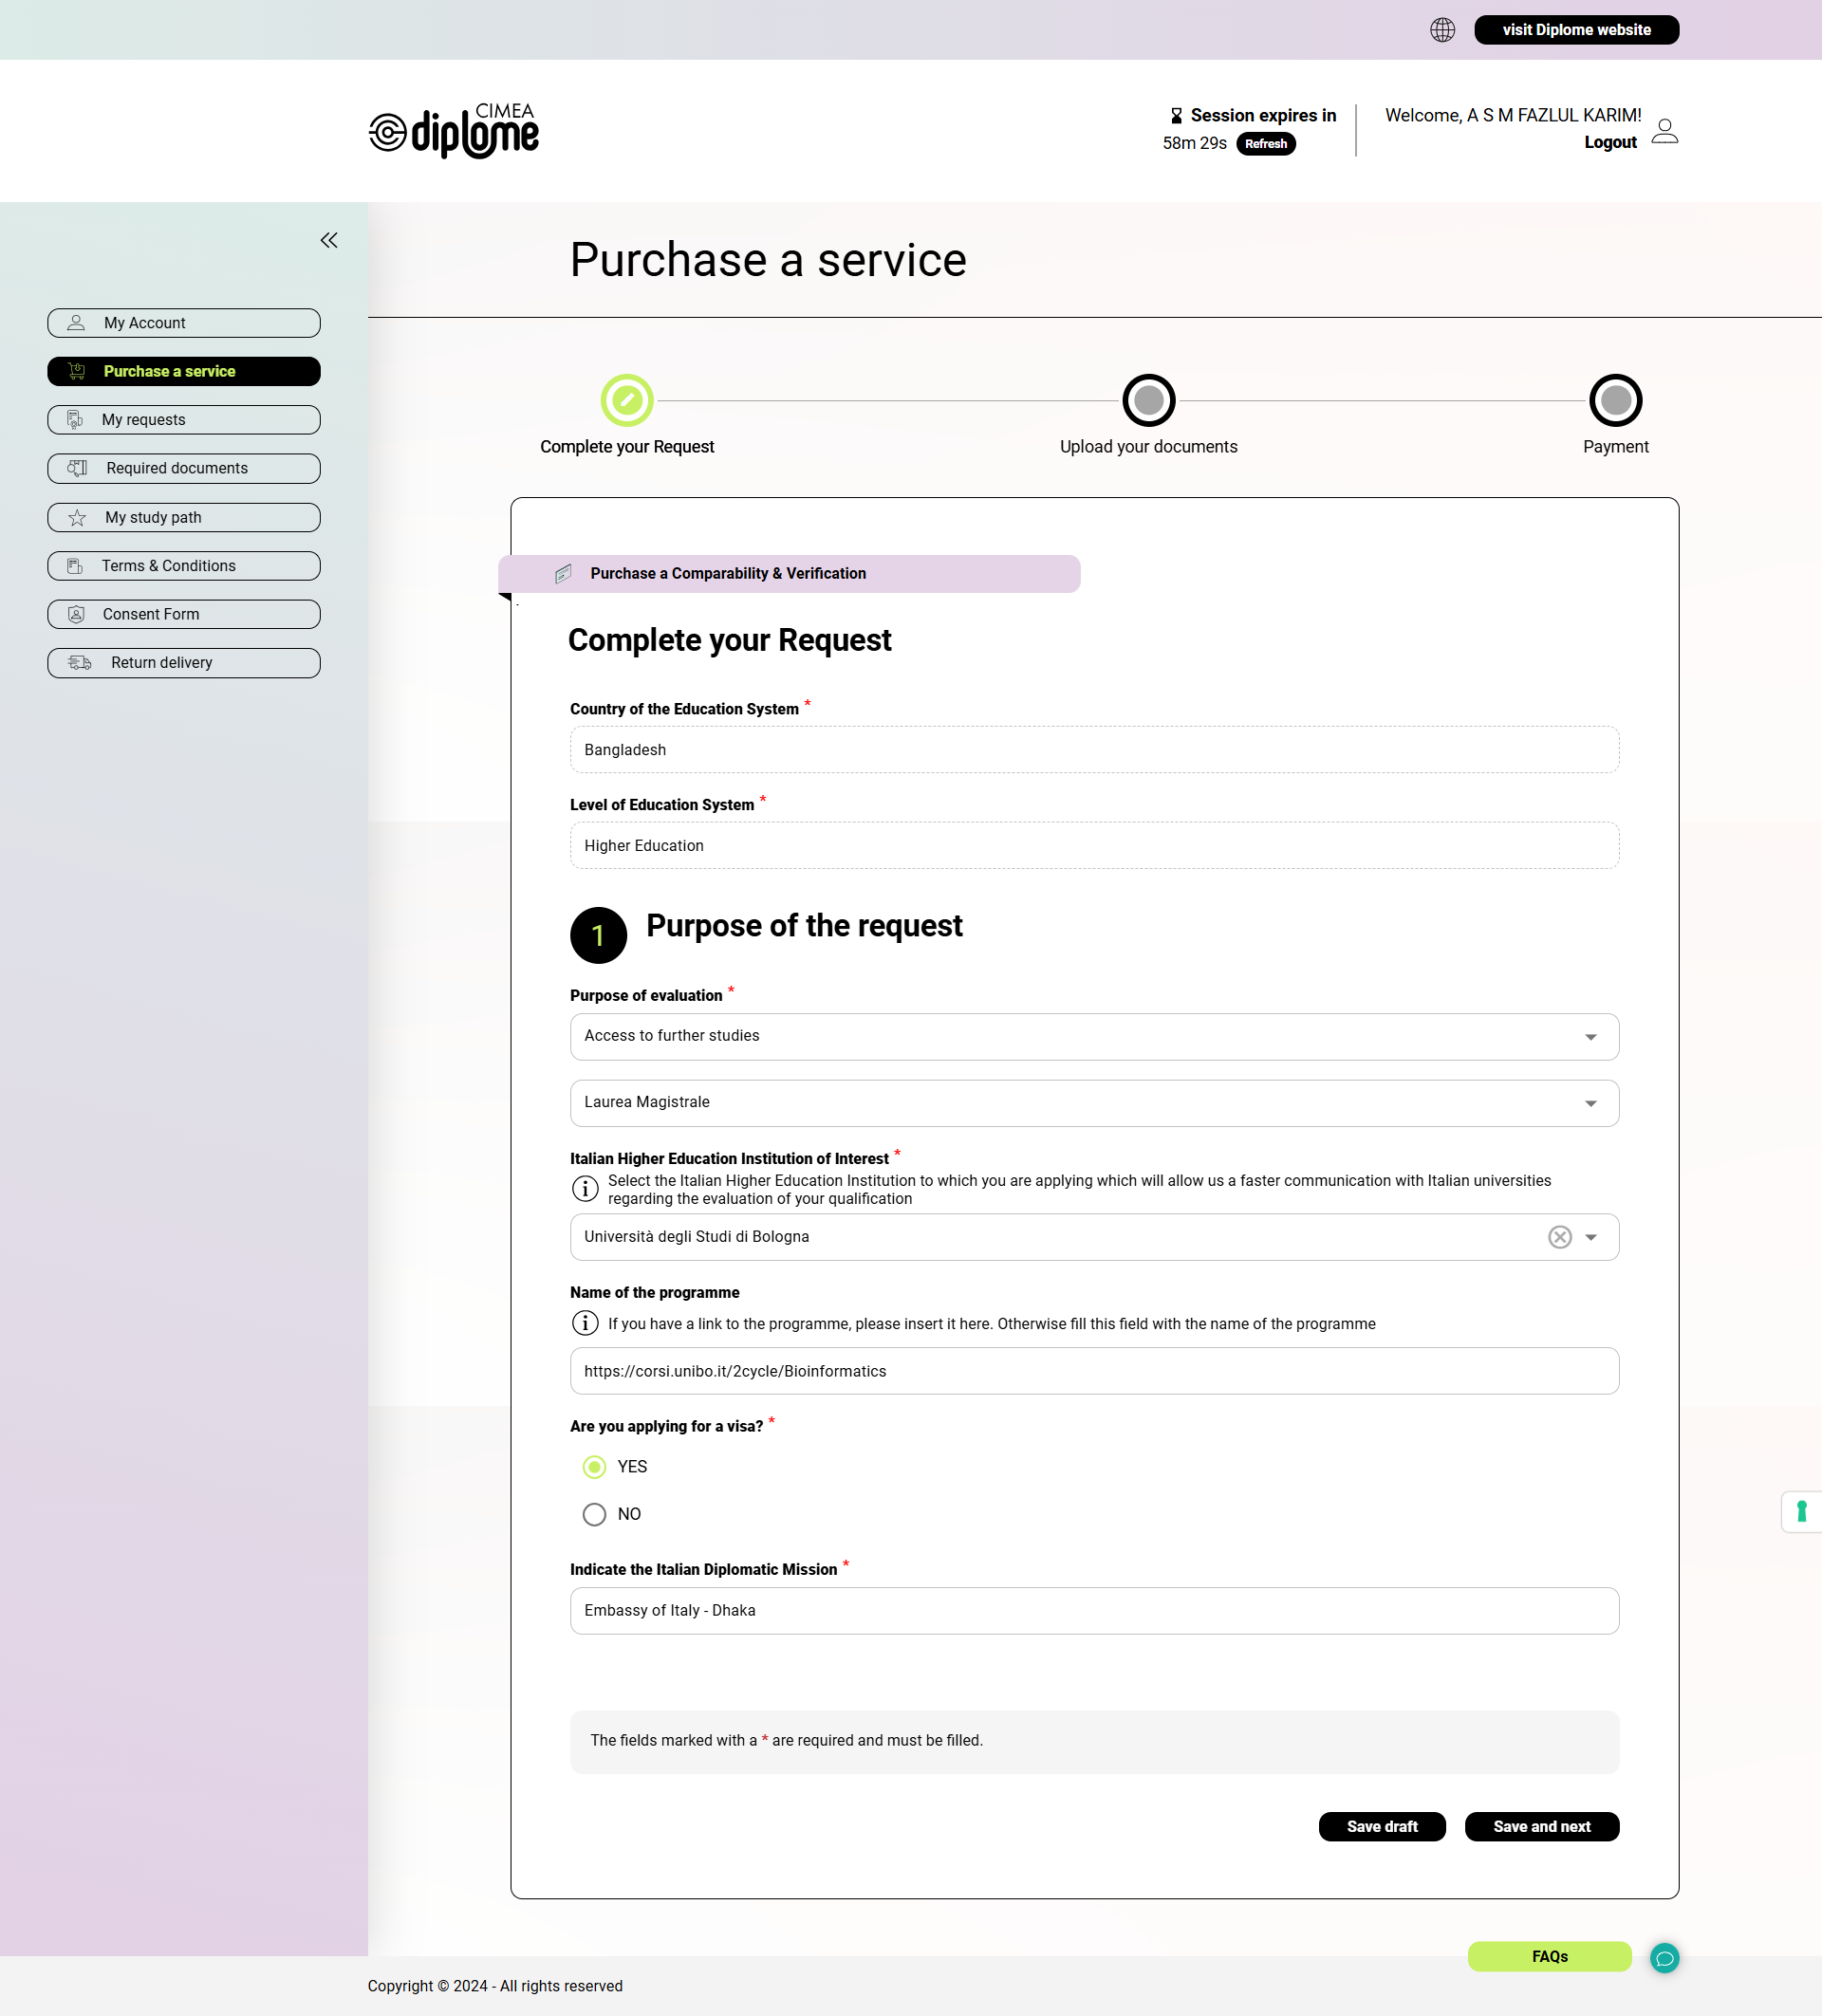 visit Diplome website
CIMEA
diplome
Session expires in
58m 29s Refresh
Welcome, A S M FAZLUL KARIM!
Logout
My Account
Purchase a service
My requests
Required documents
My study path
Terms & Conditions
Consent Form
Return delivery
Purchase a service
Complete your Request
Upload your documents
Payment
Purchase a Comparability & Verification
Complete your Request
Country of the Education System *
Bangladesh
Level of Education System *
Higher Education
1 Purpose of the request
Purpose of evaluation *
Access to further studies
Laurea Magistrale
Italian Higher Education Institution of Interest *
Select the Italian Higher Education Institution to which you are applying which will allow us a faster communication with Italian universities
regarding the evaluation of your qualification
Università degli Studi di Bologna
Name of the programme
If you have a link to the programme, please insert it here. Otherwise fill this field with the name of the programme
https://corsi.unibo.it/2cycle/Bioinformatics
Are you applying for a visa? *
YES
NO
Indicate the Italian Diplomatic Mission *
Embassy of Italy - Dhaka
The fields marked with a * are required and must be filled.
Save draft
Save and next
FAQs
Copyright © 2024 - All rights reserved